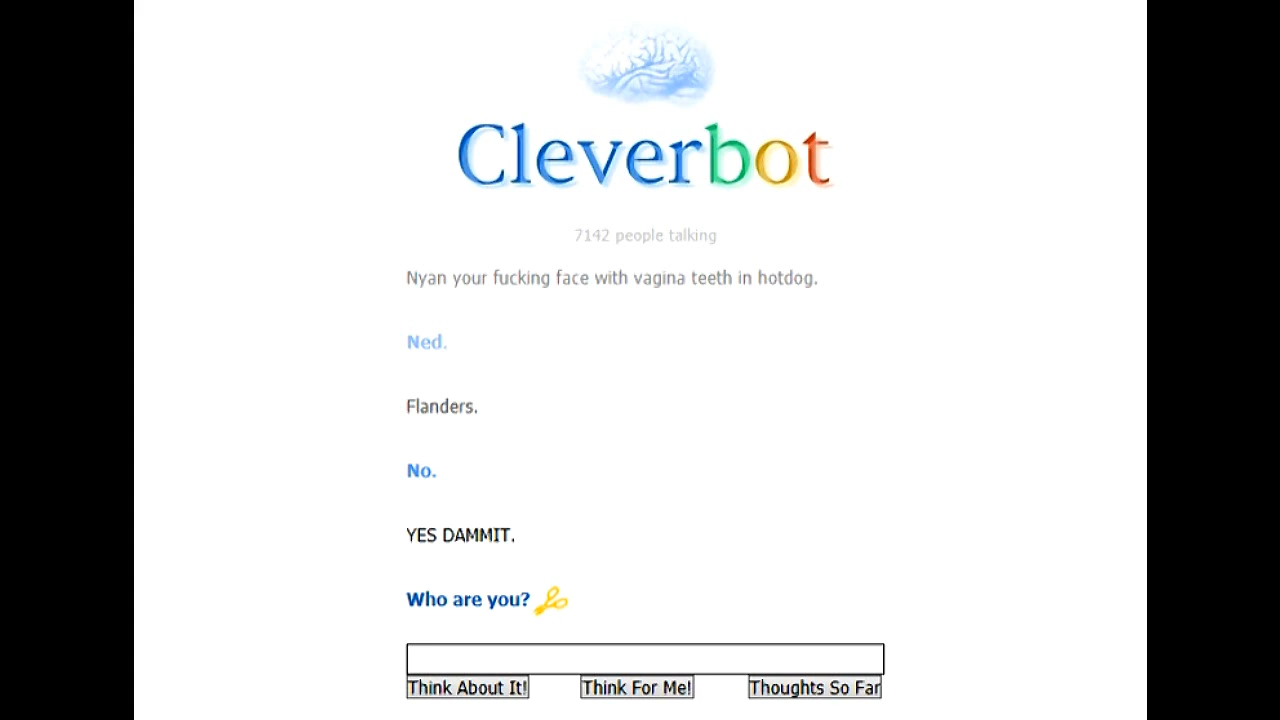 Cleverbot
7142 people talking
Nyan your fucking face with vagina teeth in hotdog.
Ned.
Flanders.
No.
YES DAMMIT.
Who are you?
Think About It! Think For Me! Thoughts So Far